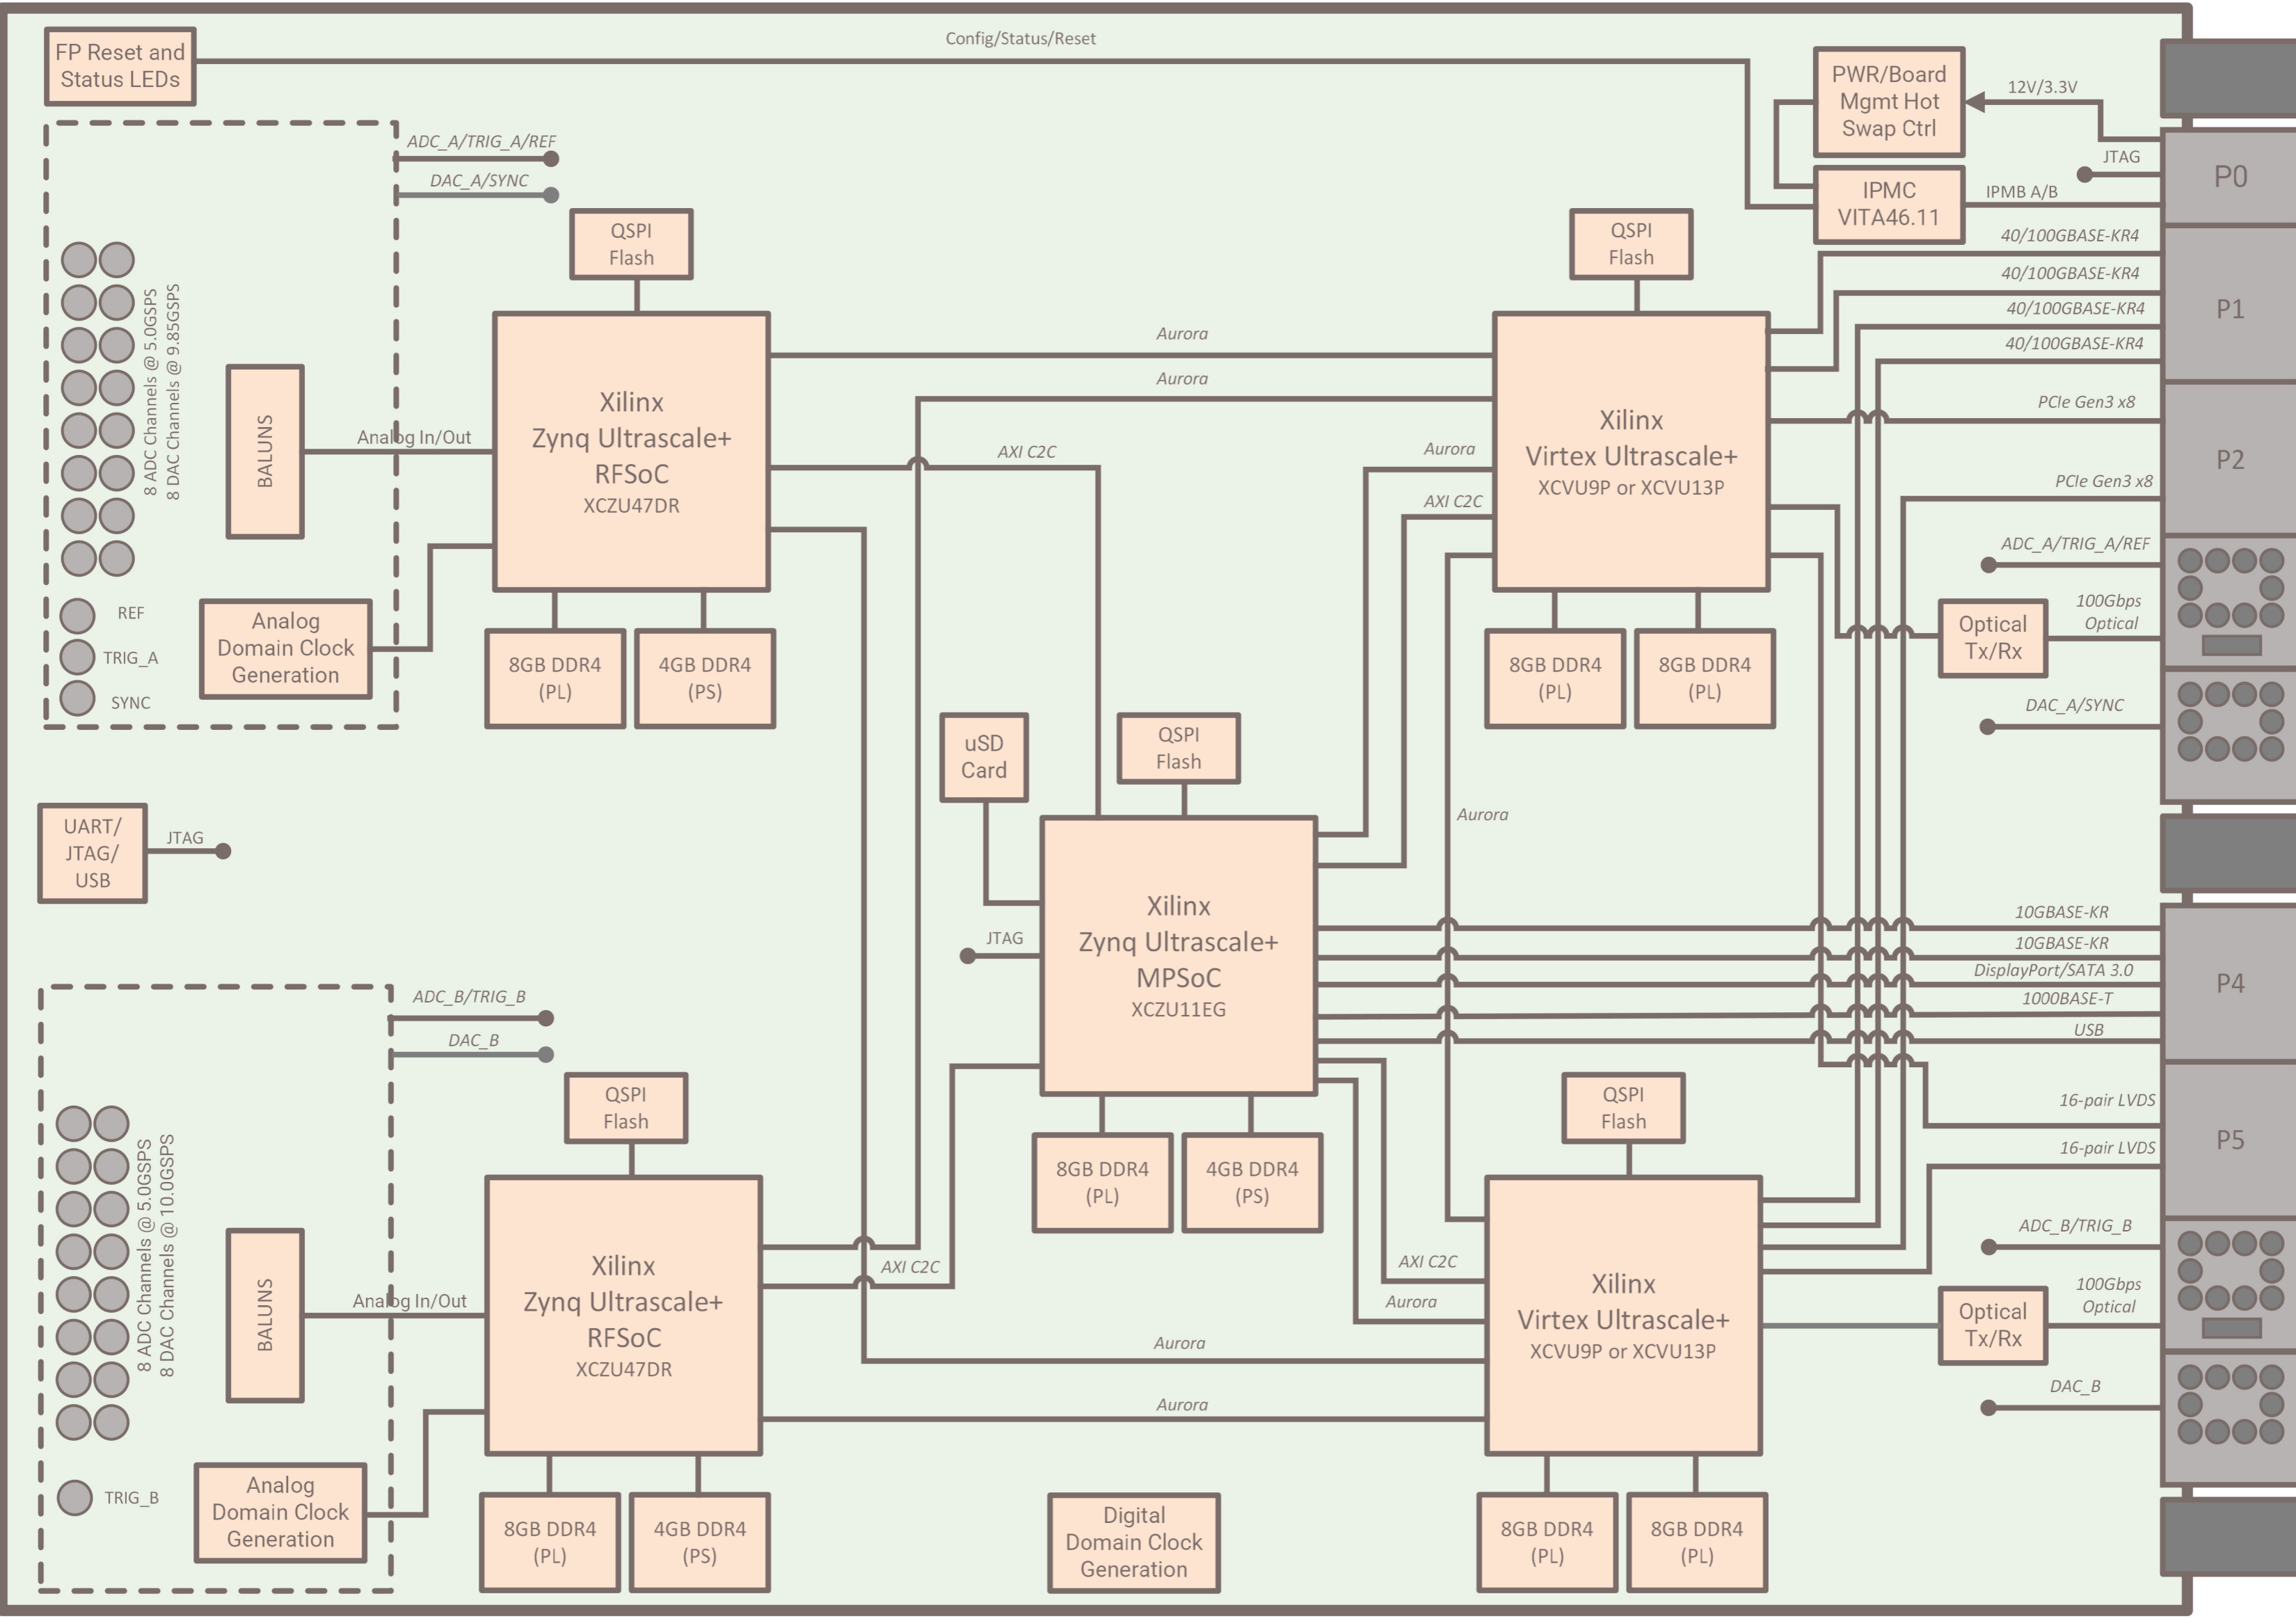 Config/Status/Reset
FP Reset and
Status LEDs
PWR/Board
Mgmt Hot
Swap Ctrl
12V/3.3V
JTAG
P0
IPMC
VITA46.11
IPMB A/B
ADC_A/TRIG_A/REF
DAC_A/SYNC
QSPI
Flash
QSPI
Flash
40/100GBASE-KR4
40/100GBASE-KR4
40/100GBASE-KR4
40/100GBASE-KR4
P1
8 ADC Channels @ 5.0GSPS
8 DAC Channels @ 9.85GSPS
BALUNS
Analog In/Out
Xilinx
Zynq Ultrascale+
RFSoC
XCZU47DR
Aurora
Aurora
AXI C2C
Aurora
AXI C2C
Xilinx
Virtex Ultrascale+
XCVU9P or XCVU13P
PCIe Gen3 x8
P2
PCIe Gen3 x8
ADC_A/TRIG_A/REF
100Gbps
Optical
Optical
Tx/Rx
DAC_A/SYNC
REF
TRIG_A
SYNC
Analog
Domain Clock
Generation
8GB DDR4
(PL)
4GB DDR4
(PS)
8GB DDR4
(PL)
8GB DDR4
(PL)
uSD
Card
QSPI
Flash
Aurora
UART/
JTAG/
USB
JTAG
JTAG
Xilinx
Zynq Ultrascale+
MPSoC
XCZU11EG
10GBASE-KR
10GBASE-KR
DisplayPort/SATA 3.0
1000BASE-T
USB
P4
ADC_B/TRIG_B
DAC_B
QSPI
Flash
8GB DDR4
(PL)
4GB DDR4
(PS)
QSPI
Flash
16-pair LVDS
16-pair LVDS
P5
8 ADC Channels @ 5.0GSPS
8 DAC Channels @ 10.0GSPS
BALUNS
Analog In/Out
Xilinx
Zynq Ultrascale+
RFSoC
XCZU47DR
AXI C2C
AXI C2C
Aurora
Aurora
Aurora
Xilinx
Virtex Ultrascale+
XCVU9P or XCVU13P
ADC_B/TRIG_B
100Gbps
Optical
Optical
Tx/Rx
DAC_B
TRIG_B
Analog
Domain Clock
Generation
8GB DDR4
(PL)
4GB DDR4
(PS)
Digital
Domain Clock
Generation
8GB DDR4
(PL)
8GB DDR4
(PL)